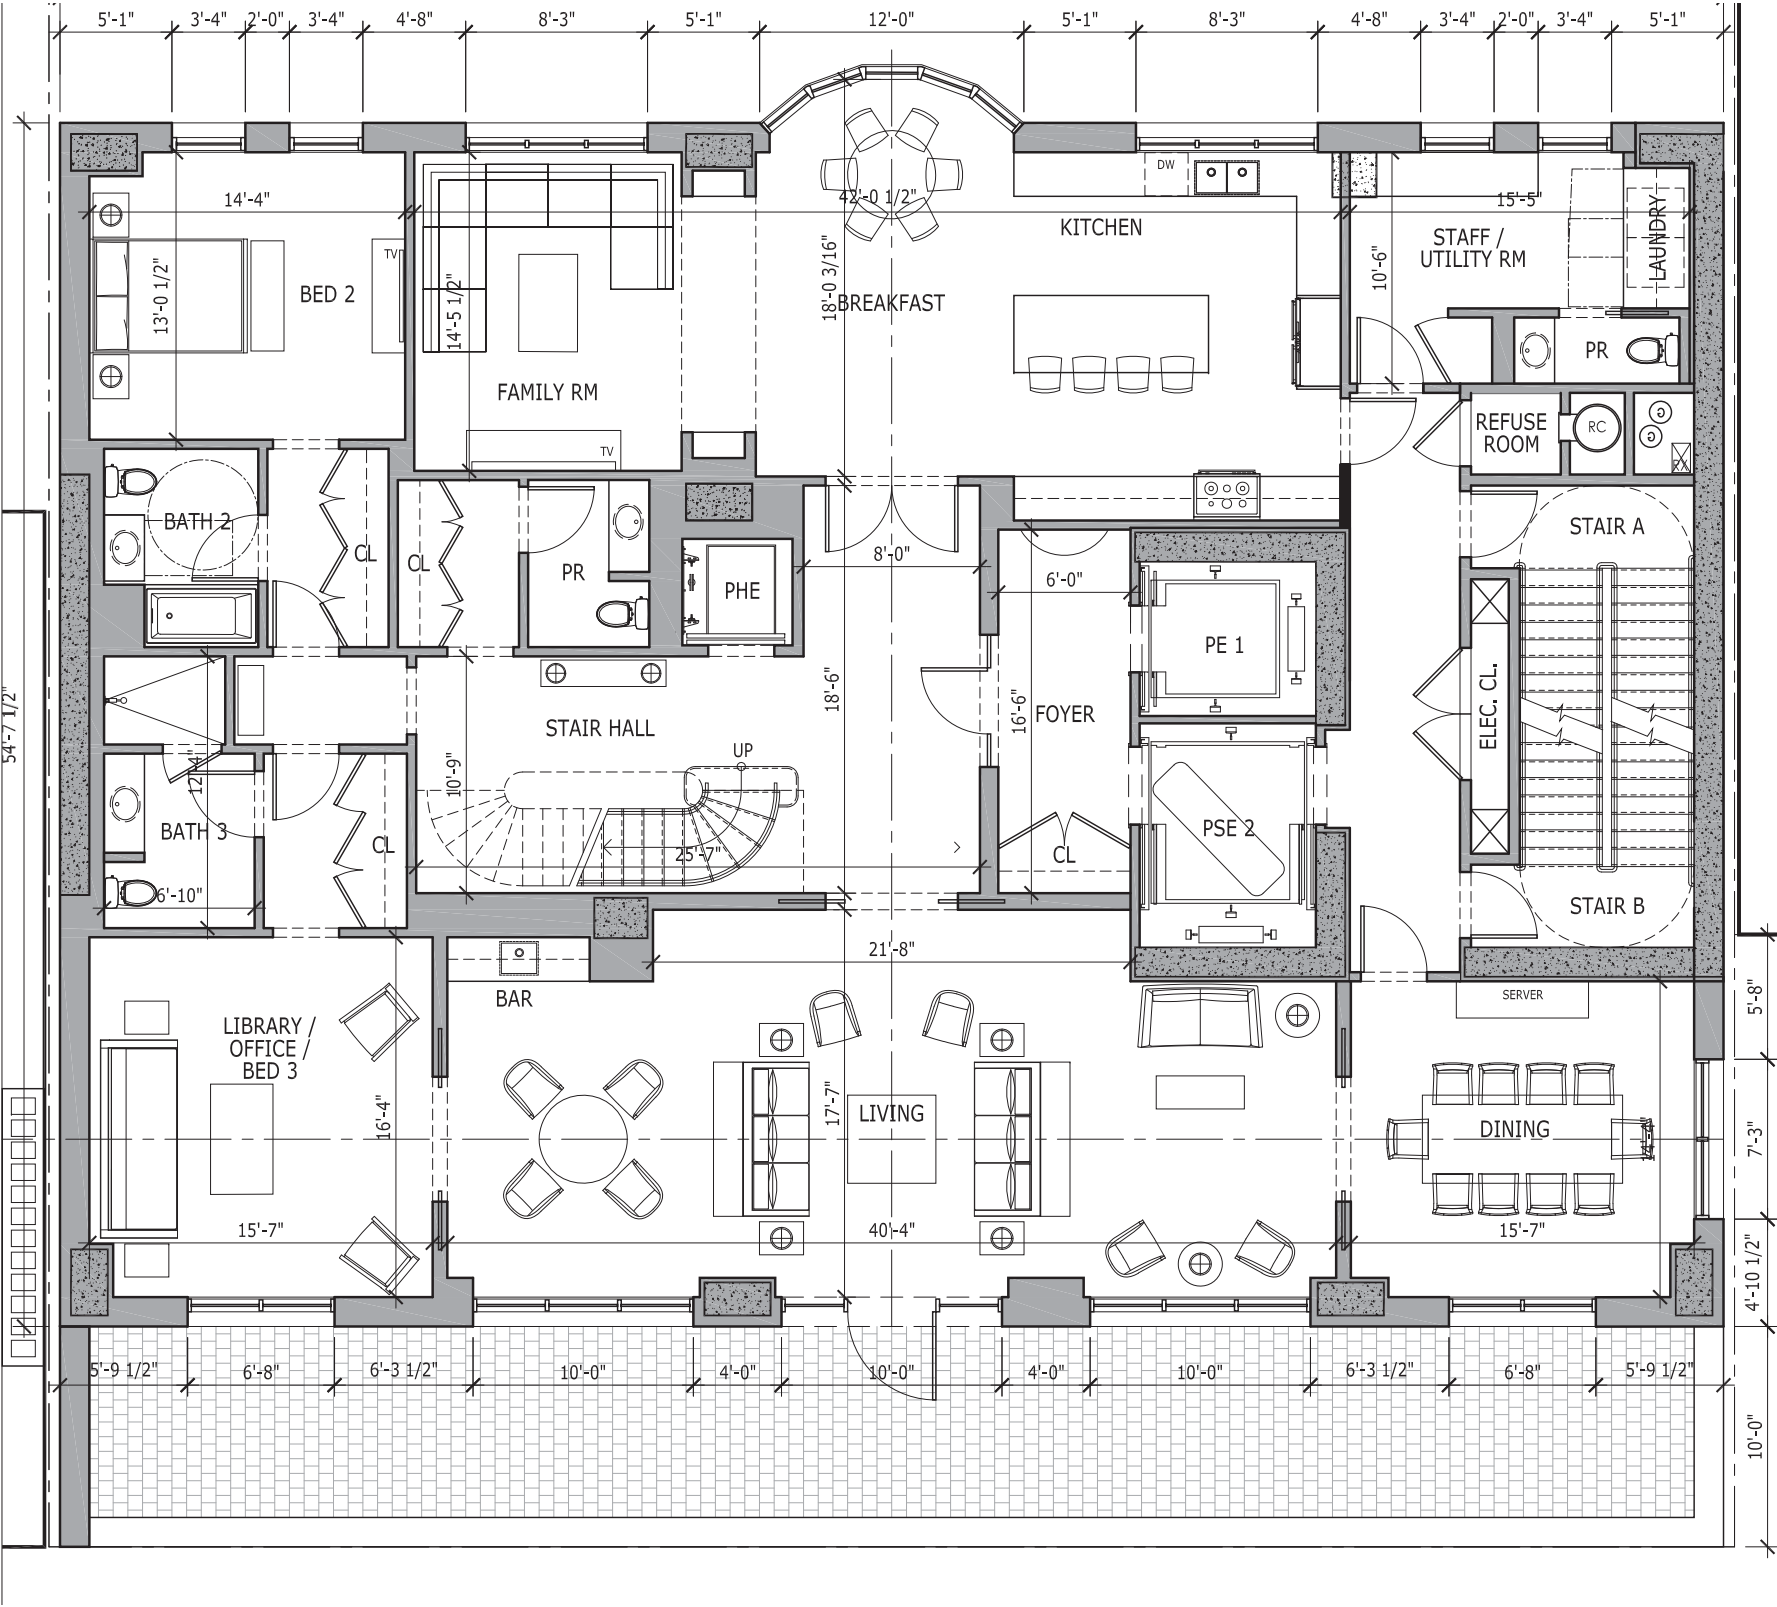 5'-1"
3'-4"
2'-0"
3'-4"
4'-8"
8'-3"
5'-1"
12'-0"
5'-1"
8'-3"
4'-8"
3'-4"
2'-0"
3'-4"
5'-1"
DW
14'-4"
42'-0 1/2"
15'-5"
KITCHEN
STAFF /
UTILITY RM
LAUNDRY
TV
BED 2
13'-0 1/2"
14'-5 1/2"
18'-0 3/16"
BREAKFAST
10'-6"
PR
FAMILY RM
TV
REFUSE
ROOM
RC
G
G
RX
BATH 2
CL
CL
PR
PHE
8'-0"
6'-0"
STAIR A
PE 1
54'-7 1/2"
STAIR HALL
18'-6"
16'-6"
FOYER
ELEC. CL.
UP
12'-4"
10'-9"
BATH 3
CL
25'-7"
CL
PSE 2
6'-10"
STAIR B
21'-8"
BAR
SERVER
5'-8"
LIBRARY /
OFFICE /
BED 3
16'-4"
17'-7"
LIVING
DINING
14'-4"
7'-3"
15'-7"
40'-4"
15'-7"
4'-10 1/2"
5'-9 1/2"
6'-8"
6'-3 1/2"
10'-0"
4'-0"
10'-0"
4'-0"
10'-0"
6'-3 1/2"
6'-8"
5'-9 1/2"
10'-0"